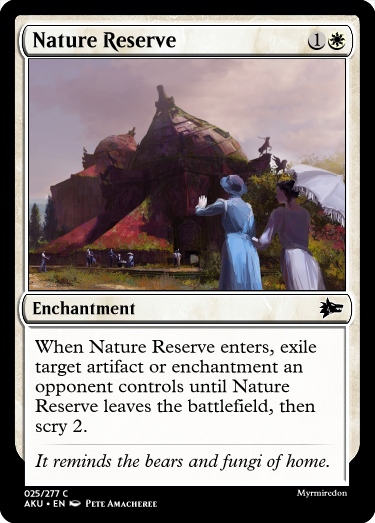 Nature Reserve 1
Enchantment
When Nature Reserve enters, exile
target artifact or enchantment an
opponent controls until Nature
Reserve leaves the battlefield, then
scry 2.
It reminds the bears and fungi of home.
025/277 C
Myrmiredon
AKU • EN Pete Amacheree